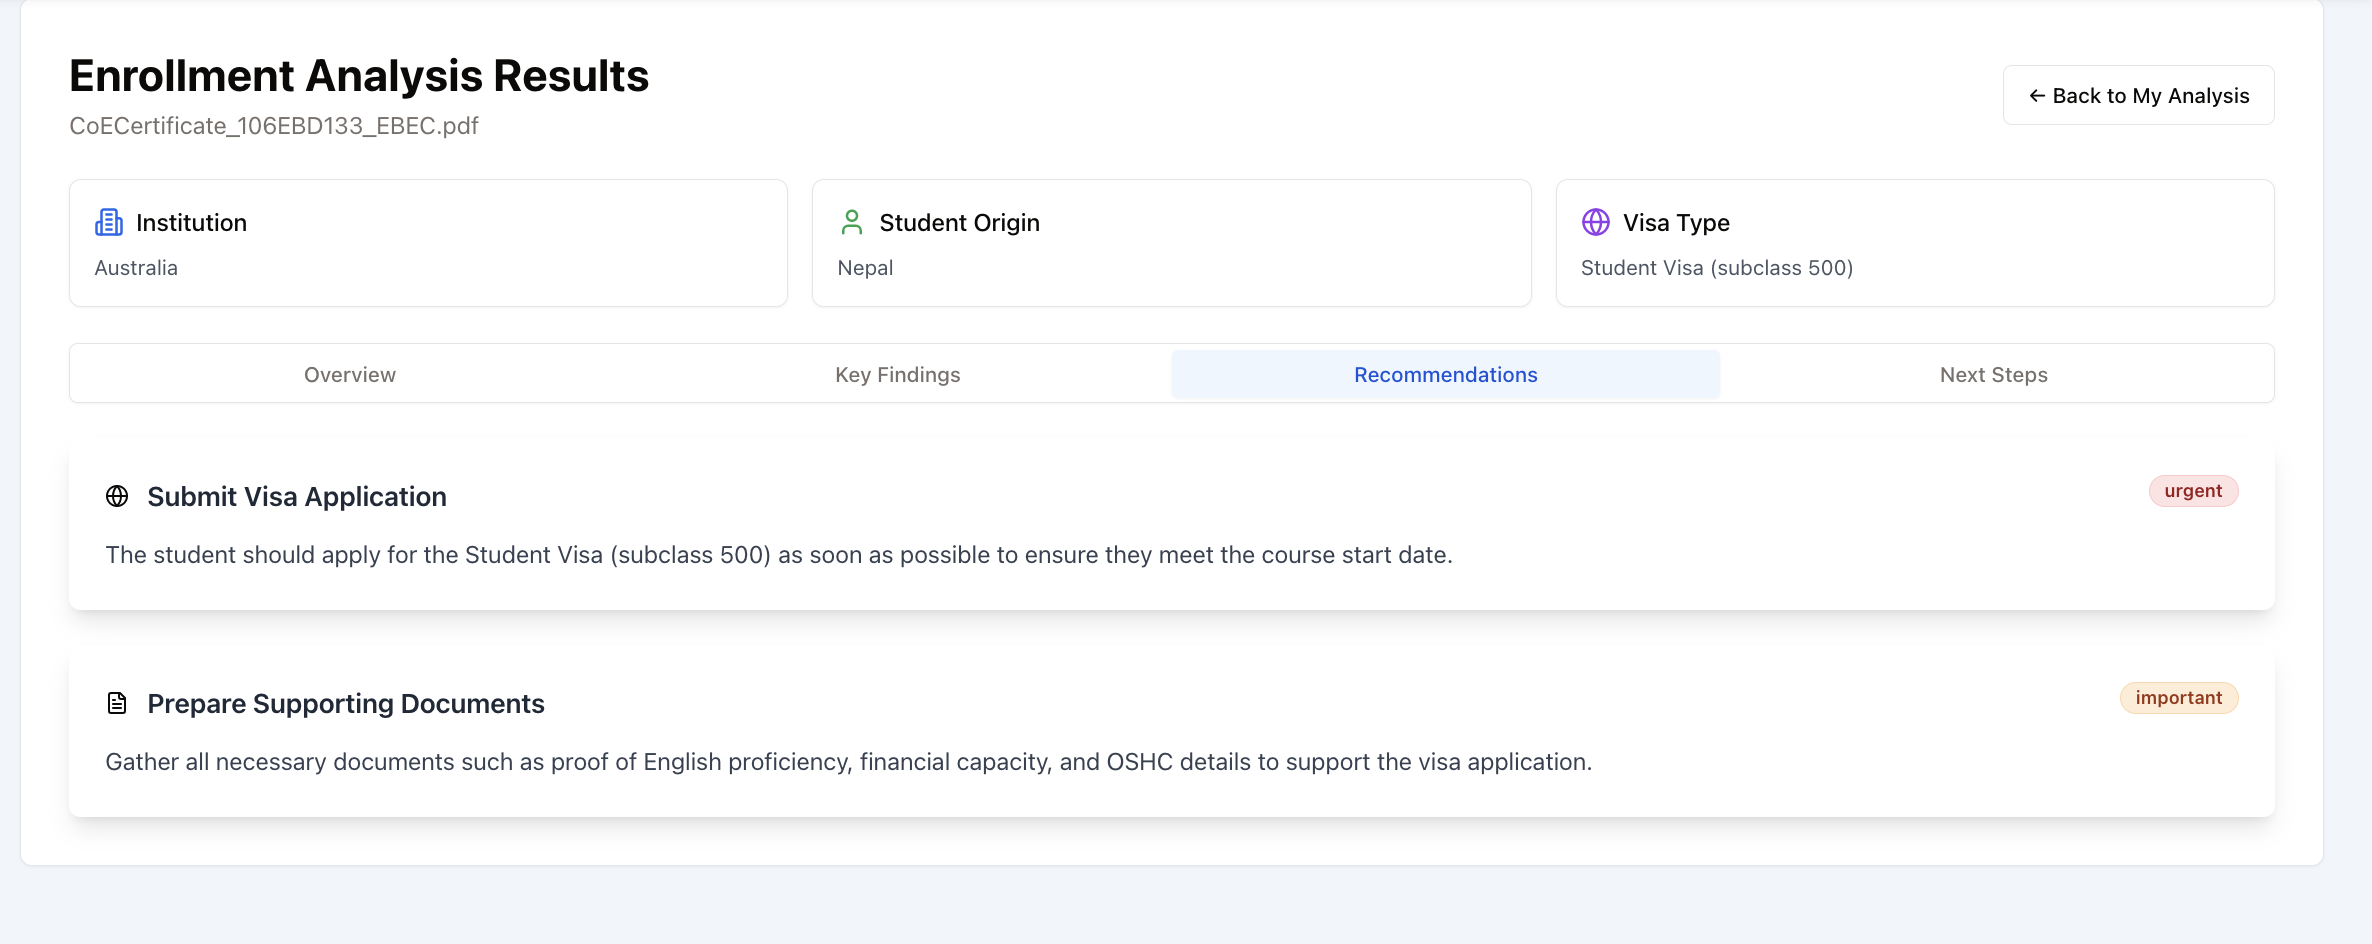 Enrollment Analysis Results
CoECertificate_106EBD133_EBEC.pdf
← Back to My Analysis
Institution
Australia
Student Origin
Nepal
Visa Type
Student Visa (subclass 500)
Overview
Key Findings
Recommendations
Next Steps
Submit Visa Application
urgent
The student should apply for the Student Visa (subclass 500) as soon as possible to ensure they meet the course start date.
Prepare Supporting Documents
important
Gather all necessary documents such as proof of English proficiency, financial capacity, and OSHC details to support the visa application.